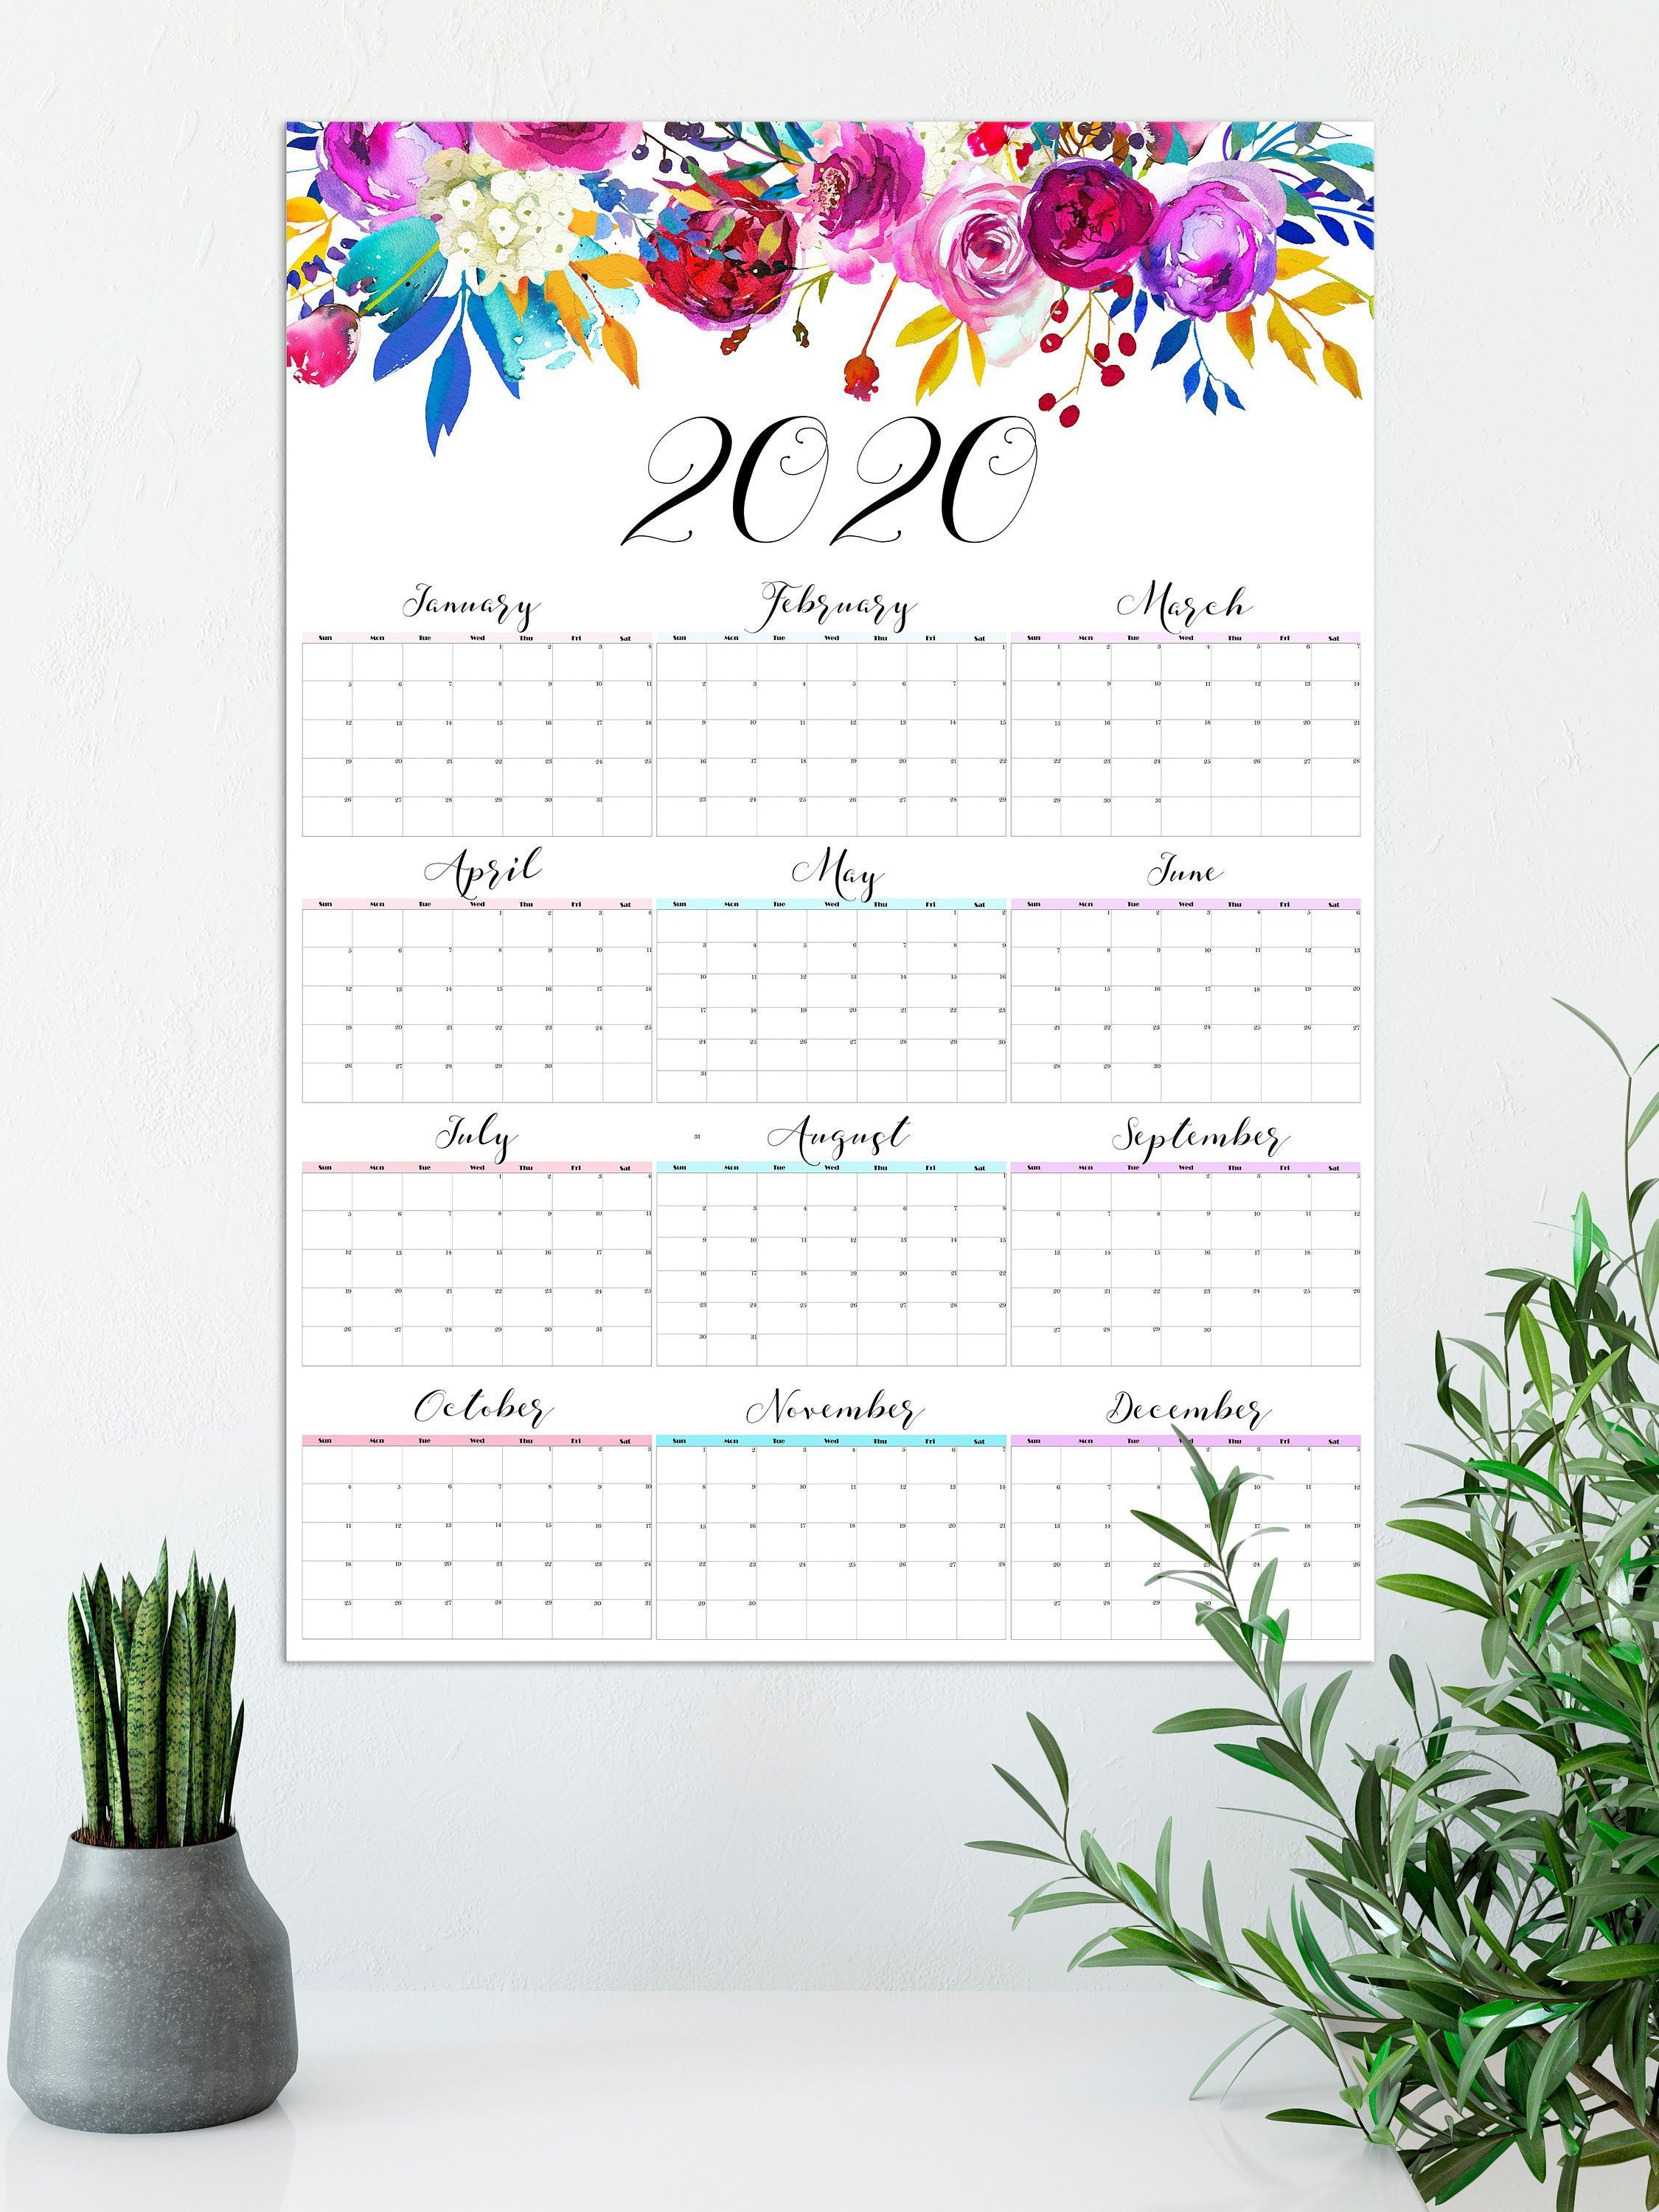 2020
January
Sun Mon Tue Wed Thu Fri Sat
1 2 3 4
5 6 7 8 9 10 11
12 13 14 15 16 17 18
19 20 21 22 23 24 25
26 27 28 29 30 31
February
Sun Mon Tue Wed Thu Fri Sat
1
2 3 4 5 6 7 8
9 10 11 12 13 14 15
16 17 18 19 20 21 22
23 24 25 26 27 28 29
March
Sun Mon Tue Wed Thu Fri Sat
1 2 3 4 5 6 7
8 9 10 11 12 13 14
15 16 17 18 19 20 21
22 23 24 25 26 27 28
29 30 31
April
Sun Mon Tue Wed Thu Fri Sat
1 2 3 4
5 6 7 8 9 10 11
12 13 14 15 16 17 18
19 20 21 22 23 24 25
26 27 28 29 30
May
Sun Mon Tue Wed Thu Fri Sat
1 2
3 4 5 6 7 8 9
10 11 12 13 14 15 16
17 18 19 20 21 22 23
24 25 26 27 28 29 30
31
June
Sun Mon Tue Wed Thu Fri Sat
1 2 3 4 5 6
7 8 9 10 11 12 13
14 15 16 17 18 19 20
21 22 23 24 25 26 27
28 29 30
July
Sun Mon Tue Wed Thu Fri Sat
1 2 3 4
5 6 7 8 9 10 11
12 13 14 15 16 17 18
19 20 21 22 23 24 25
26 27 28 29 30 31
31 August
Sun Mon Tue Wed Thu Fri Sat
1
2 3 4 5 6 7 8
9 10 11 12 13 14 15
16 17 18 19 20 21 22
23 24 25 26 27 28 29
30 31
September
Sun Mon Tue Wed Thu Fri Sat
1 2 3 4 5
6 7 8 9 10 11 12
13 14 15 16 17 18 19
20 21 22 23 24 25 26
27 28 29 30
October
Sun Mon Tue Wed Thu Fri Sat
1 2 3
4 5 6 7 8 9 10
11 12 13 14 15 16 17
18 19 20 21 22 23 24
25 26 27 28 29 30 31
November
Sun Mon Tue Wed Thu Fri Sat
1 2 3 4 5 6 7
8 9 10 11 12 13 14
15 16 17 18 19 20 21
22 23 24 25 26 27 28
29 30
December
Sun Mon Tue Wed Thu Fri Sat
1 2 3 4 5
6 7 8 10 11 12
13 14 16 17 18 19
20 21 22 23 24 25 26
27 28 29 30